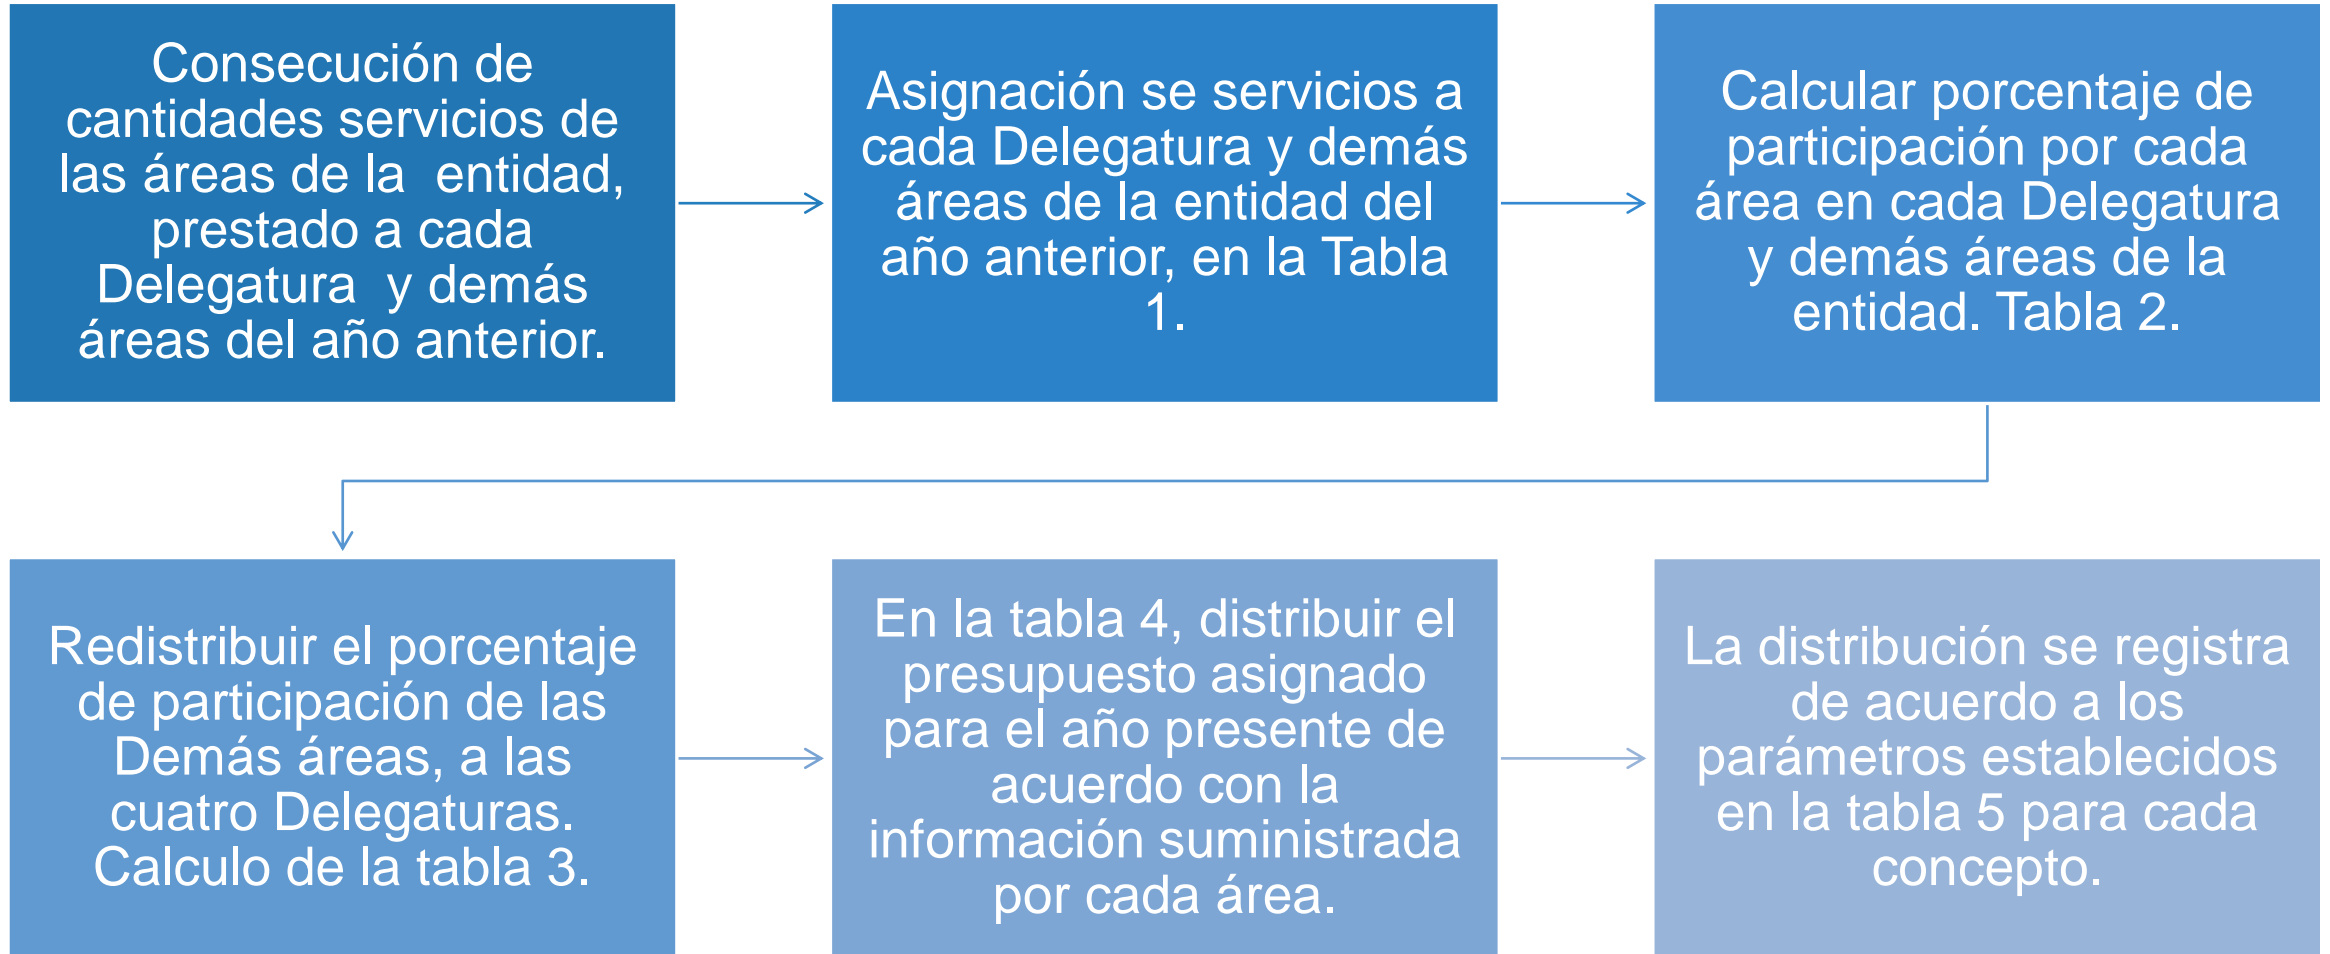 Consecución de
cantidades servicios de
las áreas de la  entidad,
prestado a cada
Delegatura  y demás
áreas del año anterior.
Asignación se servicios a
cada Delegatura y demás
áreas de la entidad del
año anterior, en la Tabla
1.
Calcular porcentaje de
participación por cada
área en cada Delegatura
y demás áreas de la
entidad. Tabla 2.
Redistribuir el porcentaje
de participación de las
Demás áreas, a las
cuatro Delegaturas.
Calculo de la tabla 3.
En la tabla 4, distribuir el
presupuesto asignado
para el año presente de
acuerdo con la
información suministrada
por cada área.
La distribución se registra
de acuerdo a los
parámetros establecidos
en la tabla 5 para cada
concepto.